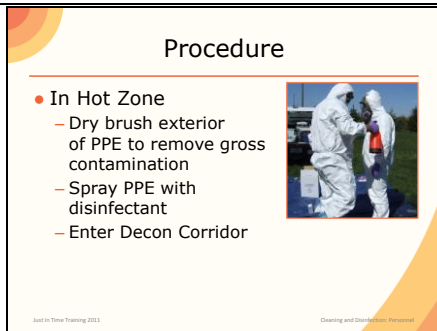 Procedure
● In Hot Zone
– Dry brush exterior
of PPE to remove gross
contamination
– Spray PPE with
disinfectant
– Enter Decon Corridor
Just In Time Training 2011
Cleaning and Disinfection: Personnel